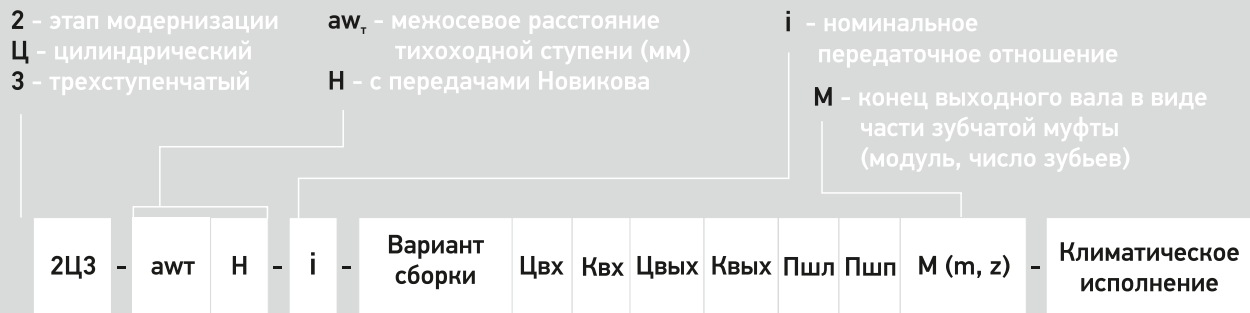 2 - этап модернизации
Ц - цилиндрический
3 - трехступенчатый
awт - межосевое расстояние
тихоходной ступени (мм)
Н - с передачами Новикова
i - номинальное
передаточное отношение
М - конец выходного вала в виде
части зубчатой муфты
(модуль, число зубьев)
2Ц3 - awт Н - i - Вариант сборки Цвх Квх Цвых Квых Пшл Пшп М (m, z) - Климатическое исполнение